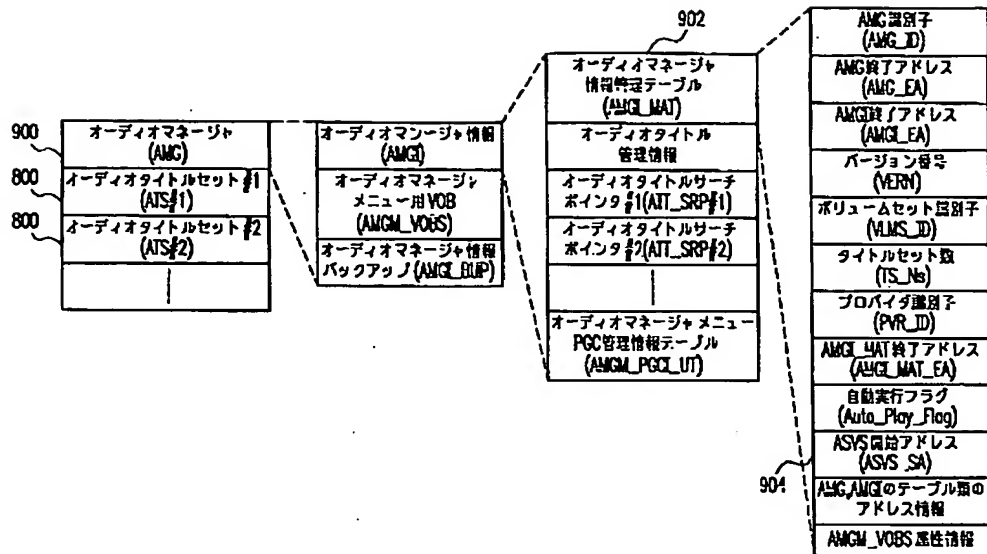 900
オーディオマネージャ
(AMG)
800
オーディオタイトルセット#1
(ATS#1)
800
オーディオタイトルセット#2
(ATS#2)
オーディオマンージャ情報
(AMGI)
オーディオマネージャ
メニュー用VOB
(AMGM_VOBS)
オーディオマネージャ情報
バックアップ(AMGI_BUP)
902
オーディオマネージャ
情報管理テーブル
(AMGI_MAT)
オーディオタイトル
管理情報
オーディオタイトルサーチ
ポインタ#1(ATT_SRP#1)
オーディオタイトルサーチ
ポインタ#2(ATT_SRP#2)
オーディオマネージャメニュー
PGC管理情報テーブル
(AMGM_PGCI_UT)
AMG識別子
(AMG_ID)
AMG終了アドレス
(AMG_EA)
AMGI終了アドレス
(AMGI_EA)
バージョン番号
(VERN)
ボリュームセット識別子
(VLMS_ID)
タイトルセット数
(TS_Ns)
プロバイダ識別子
(PVR_ID)
AMGI_MAT終了アドレス
(AMGI_MAT_EA)
自動実行フラグ
(Auto_Play_Flag)
ASVS開始アドレス
(ASVS_SA)
904
AMG,AMGIのテーブル類の
アドレス情報
AMGM_VOBS属性情報